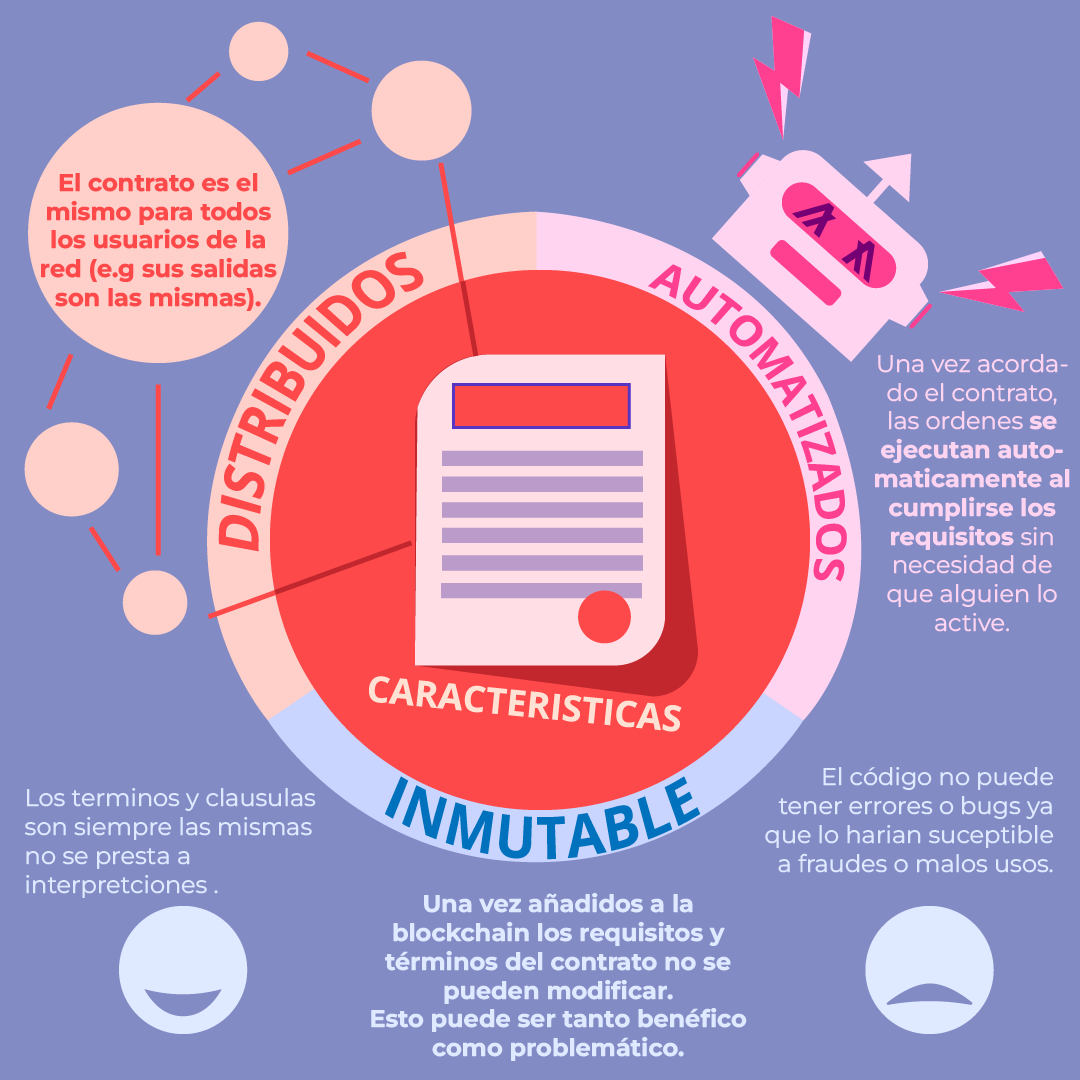 El contrato es el
mismo para todos
los usuarios de la
red (e.g sus salidas
son las mismas).
DISTRIBUIDOS
AUTOMATIZADOS
Una vez acorda-
do el contrato,
las ordenes se
ejecutan auto-
maticamente al
cumplirse los
requisitos sin
necesidad de
que alguien lo
active.
CARACTERISTICAS
INMUTABLE
Los terminos y clausulas
son siempre las mismas
no se presta a
interpretciones .
El código no puede
tener errores o bugs ya
que lo harian suceptible
a fraudes o malos usos.
Una vez añadidos a la
blockchain los requisitos y
términos del contrato no se
pueden modificar.
Esto puede ser tanto benéfico
como problemático.